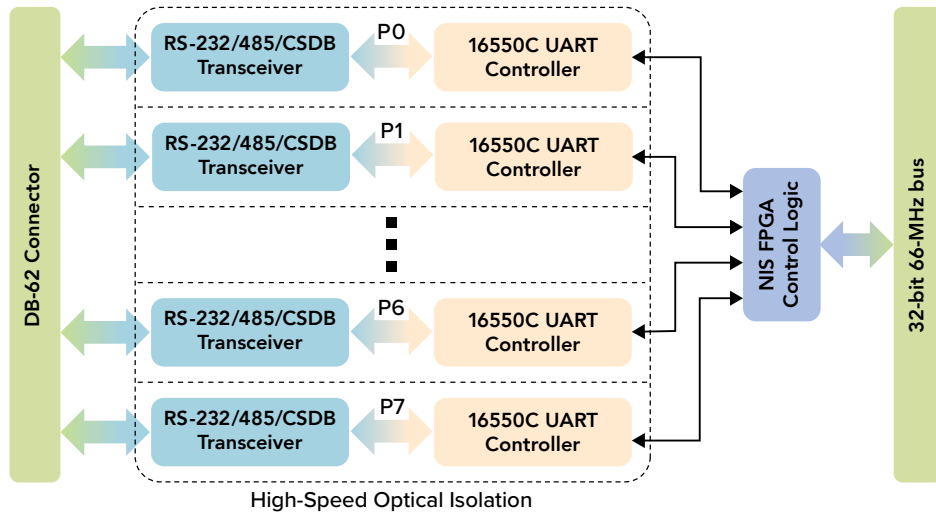 DB-62 Connector
RS-232/485/CSDB
Transceiver
P0
16550C UART
Controller
RS-232/485/CSDB
Transceiver
P1
16550C UART
Controller
RS-232/485/CSDB
Transceiver
P6
16550C UART
Controller
RS-232/485/CSDB
Transceiver
P7
16550C UART
Controller
High-Speed Optical Isolation
NIS FPGA
Control Logic
32-bit 66-MHz bus